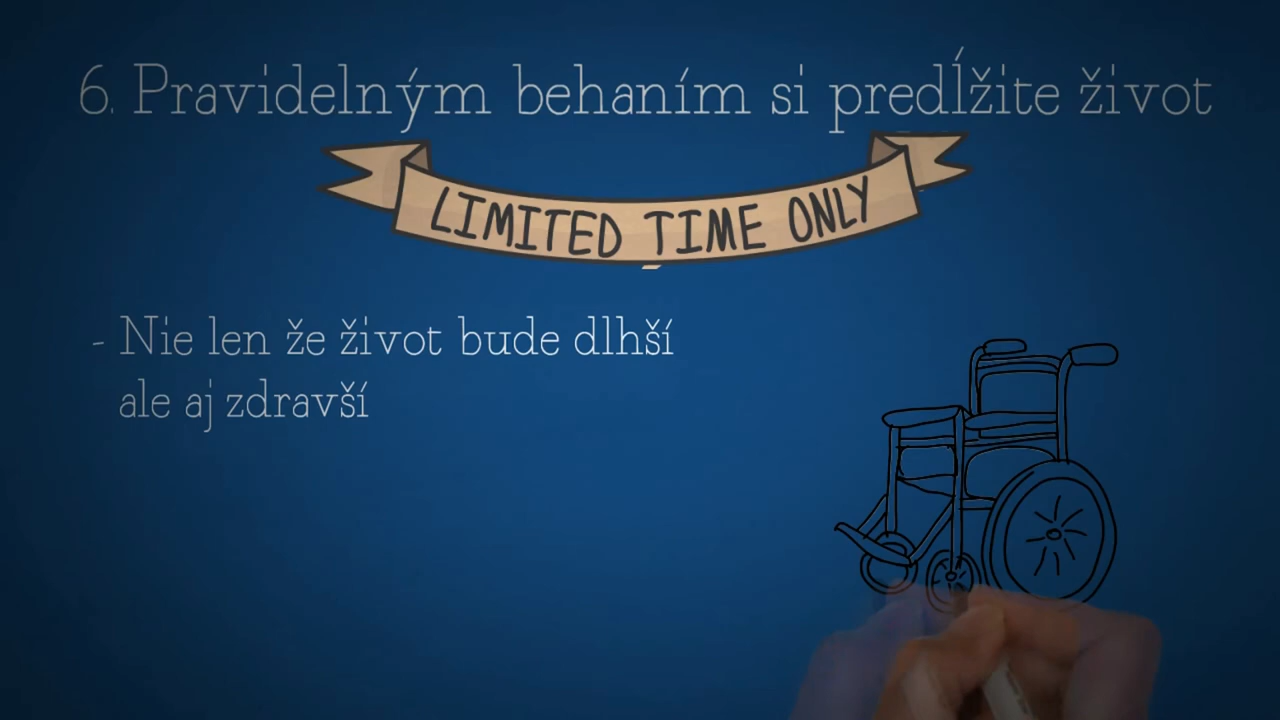 6. Pravidelným behaním si predĺžite život
LIMITED TIME ONLY
- Nie len že život bude dlhší
ale aj zdravší